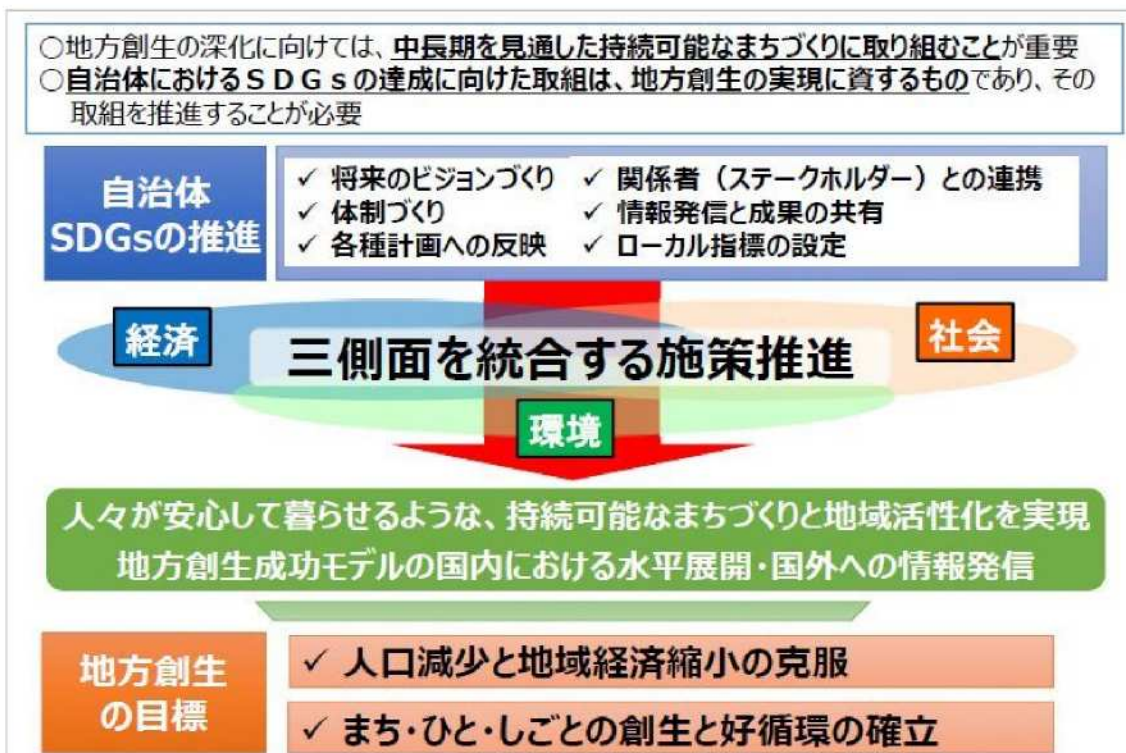 ○地方創生の深化に向けては、中長期を見通した持続可能なまちづくりに取り組むことが重要
○自治体におけるＳＤＧｓの達成に向けた取組は、地方創生の実現に資するものであり、その
取組を推進することが必要
自治体
SDGsの推進
✓ 将来のビジョンづくり
✓ 体制づくり
✓ 各種計画への反映
✓ 関係者（ステークホルダー）との連携
✓ 情報発信と成果の共有
✓ ローカル指標の設定
経済
社会
三側面を統合する施策推進
環境
人々が安心して暮らせるような、持続可能なまちづくりと地域活性化を実現
地方創生成功モデルの国内における水平展開・国外への情報発信
地方創生
の目標
✓ 人口減少と地域経済縮小の克服
✓ まち・ひと・しごとの創生と好循環の確立